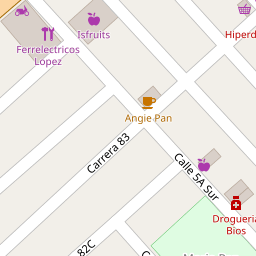 Isfruits
Hiperd
Ferrelectricos
Lopez
Angie Pan
Carrera 83
Calle 5A Sur
Drogueria
Bios
82C